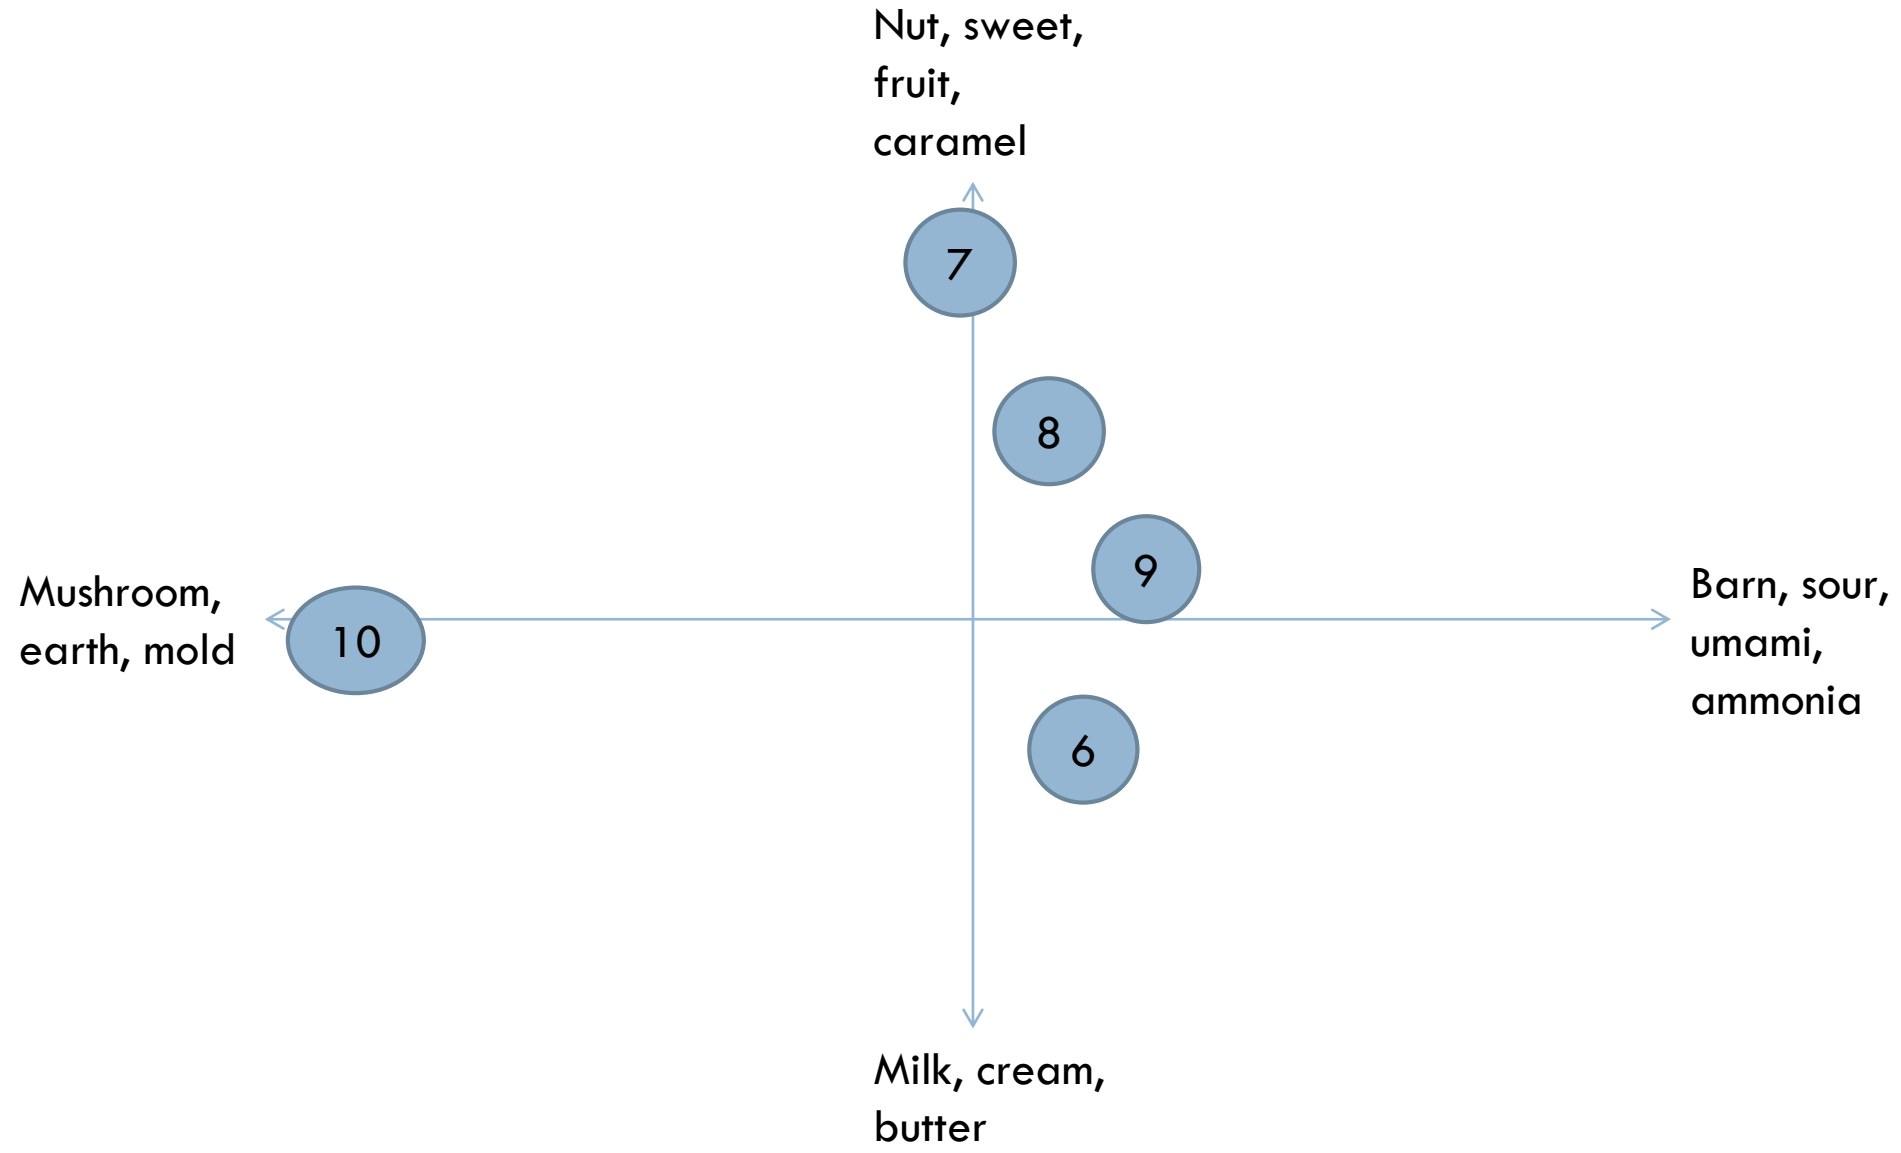 Nut, sweet,
fruit,
caramel
7
8
9
Mushroom,
earth, mold
10
Barn, sour,
umami,
ammonia
6
Milk, cream,
butter